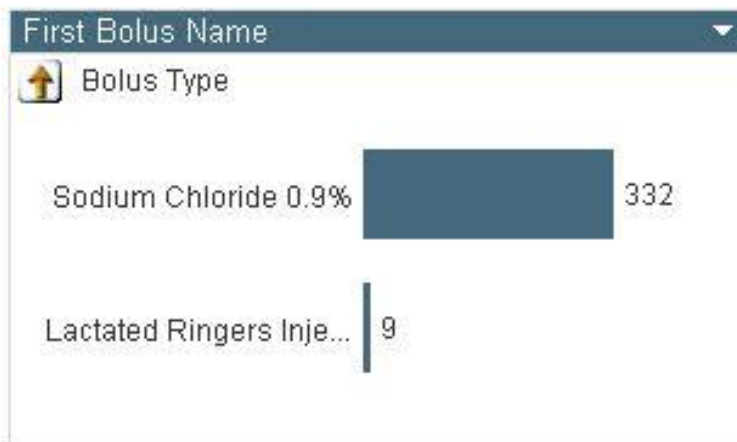 First Bolus Name
Bolus Type
Sodium Chloride 0.9% 332
Lactated Ringers Inje... 9